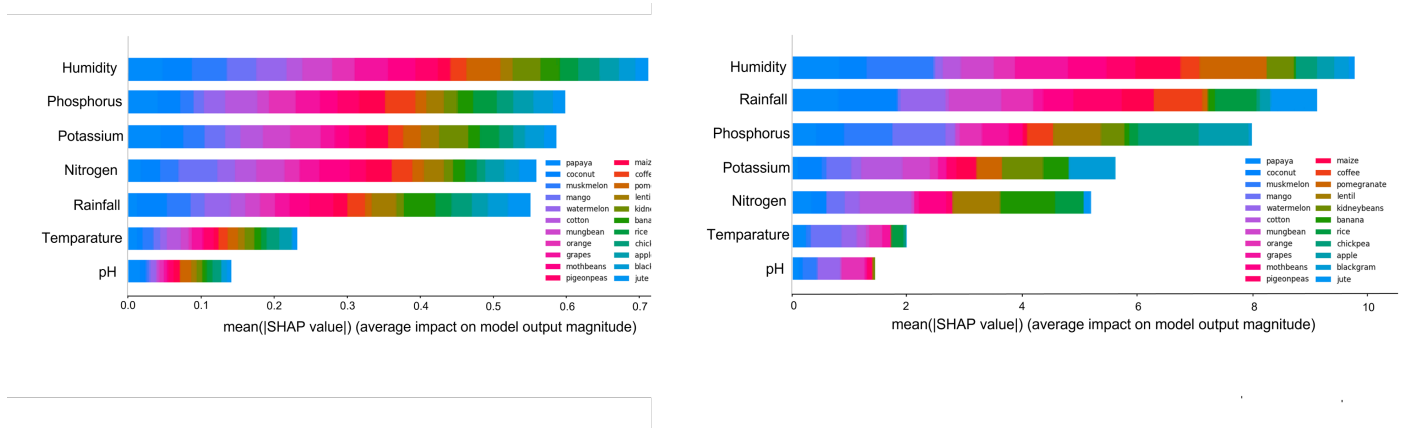 Humidity
Phosphorus
Potassium
Nitrogen
Rainfall
Temparature
pH
papaya
coconut
muskmelon
mango
watermelon
cotton
mungbean
orange
grapes
mothbeans
pigeonpeas
maiz
coffe
pom
lenti
kidn
bana
rice
chick
apple
black
jute
0.0 0.1 0.2 0.3 0.4 0.5 0.6 0.7
mean(|SHAP value|) (average impact on model output magnitude)
Humidity
Rainfall
Phosphorus
Potassium
Nitrogen
Temparature
pH
papaya
coconut
muskmelon
mango
watermelon
cotton
mungbean
orange
grapes
mothbeans
pigeonpeas
maize
coffee
pomegranate
lentil
kidneybeans
banana
rice
chickpea
apple
blackgram
jute
0 2 4 6 8 10
mean(|SHAP value|) (average impact on model output magnitude)